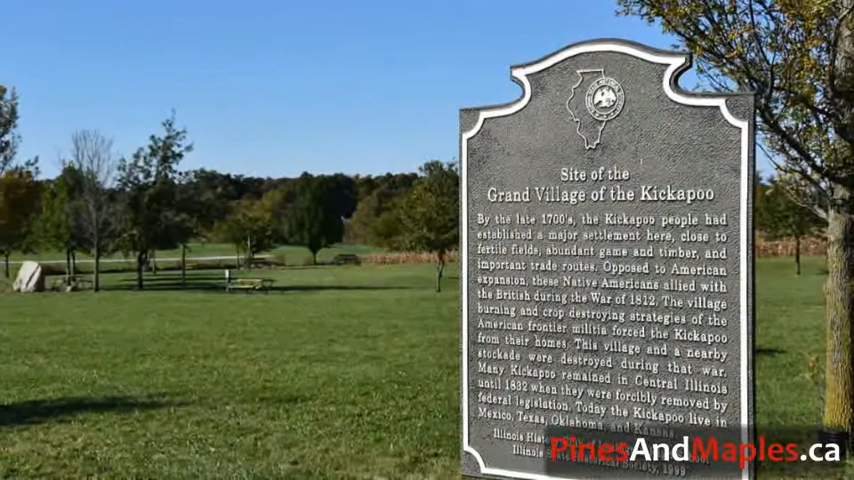 Site of the
Grand Village of the Kickapoo
By the late 1700's, the Kickapoo people had
established a major settlement here, close to
fertile fields, abundant game and timber, and
important trade routes. Opposed to American
expansion, these Native Americans allied with
the British during the War of 1812. The village
burning and crop destroying strategies of the
American frontier militia forced the Kickapoo
from their homes. This village and a nearby
stockade were destroyed during that war.
Many Kickapoo remained in Central Illinois
until 1832 when they were forcibly removed by
federal legislation. Today the Kickapoo live in
Mexico, Texas, Oklahoma, and Kansas.
Illinois
Illinois State Historical Society, 1998
PinesAndMaples.ca